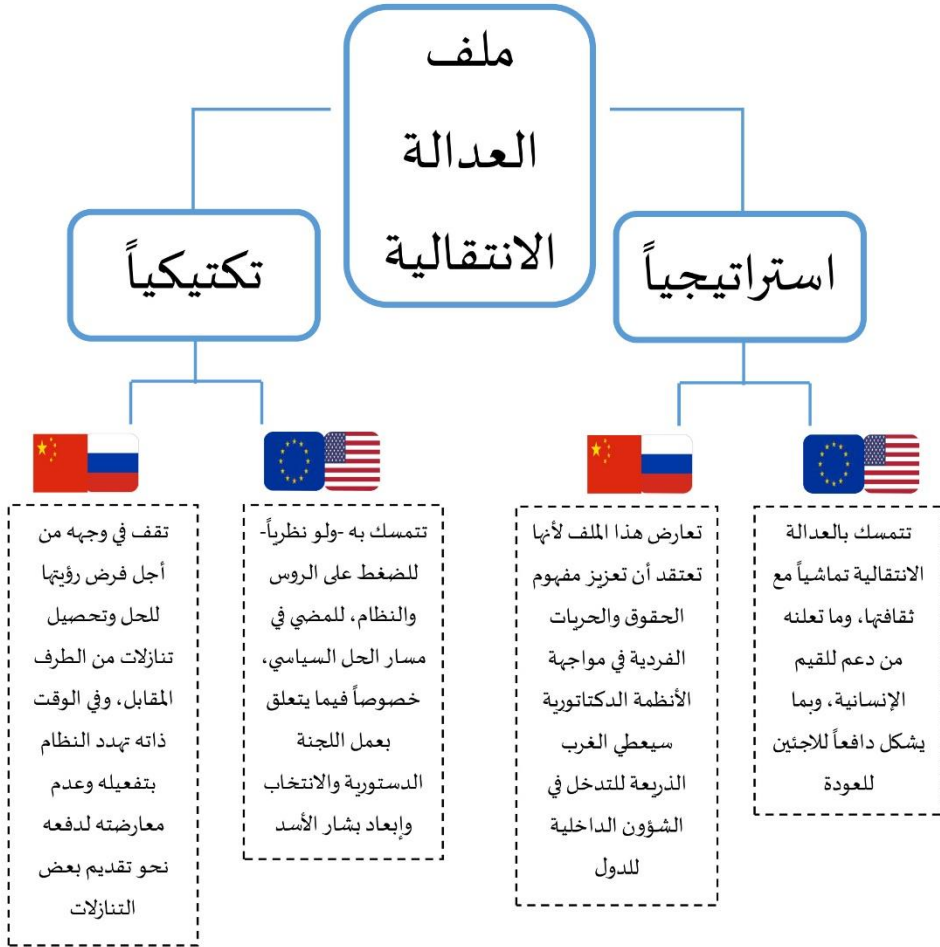 ملف
العدالة
الانتقالية
استراتيجياً
تكتيكياً
تتمسك بالعدالة
الانتقالية تماشياً مع
ثقافتها، وما تعلنه
من دعم للقيم
الإنسانية، وبما
يشكل دافعاً للاجئين
للعودة
تعارض هذا الملف لأنها
تعتقد أن تعزيز مفهوم
الحقوق والحريات
الفردية في مواجهة
الأنظمة الدكتاتورية
سيعطي الغرب
الذريعة للتدخل في
الشؤون الداخلية
للدول
تتمسك به -ولو نظرياً-
للضغط على الروس
والنظام، للمضي في
مسار الحل السياسي،
خصوصاً فيما يتعلق
بعمل اللجنة
الدستورية والانتخاب
وإبعاد بشار الأسد
تقف في وجهه من
أجل فرض رؤيتها
للحل وتحصيل
تنازلات من الطرف
المقابل، وفي الوقت
ذاته تهدد النظام
بتفعيله وعدم
معارضته لدفعه
نحو تقديم بعض
التنازلات